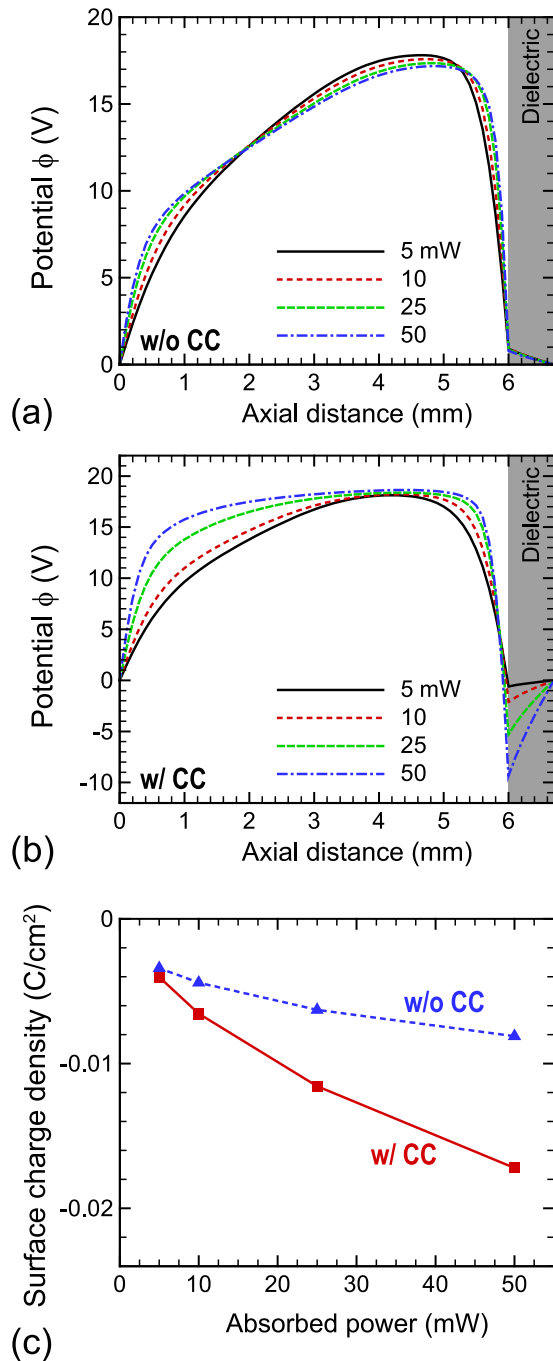 20
15
10
5
0
Potential ϕ (V)
Dielectric
5 mW
10
25
50
w/o CC
0 1 2 3 4 5 6
(a)
Axial distance (mm)
20
15
10
5
0
-5
-10
Potential ϕ (V)
Dielectric
5 mW
10
25
50
w/ CC
0 1 2 3 4 5 6
(b)
Axial distance (mm)
0
-0.01
-0.02
Surface charge density (C/cm²)
w/o CC
w/ CC
0 10 20 30 40 50
Absorbed power (mW)
(c)